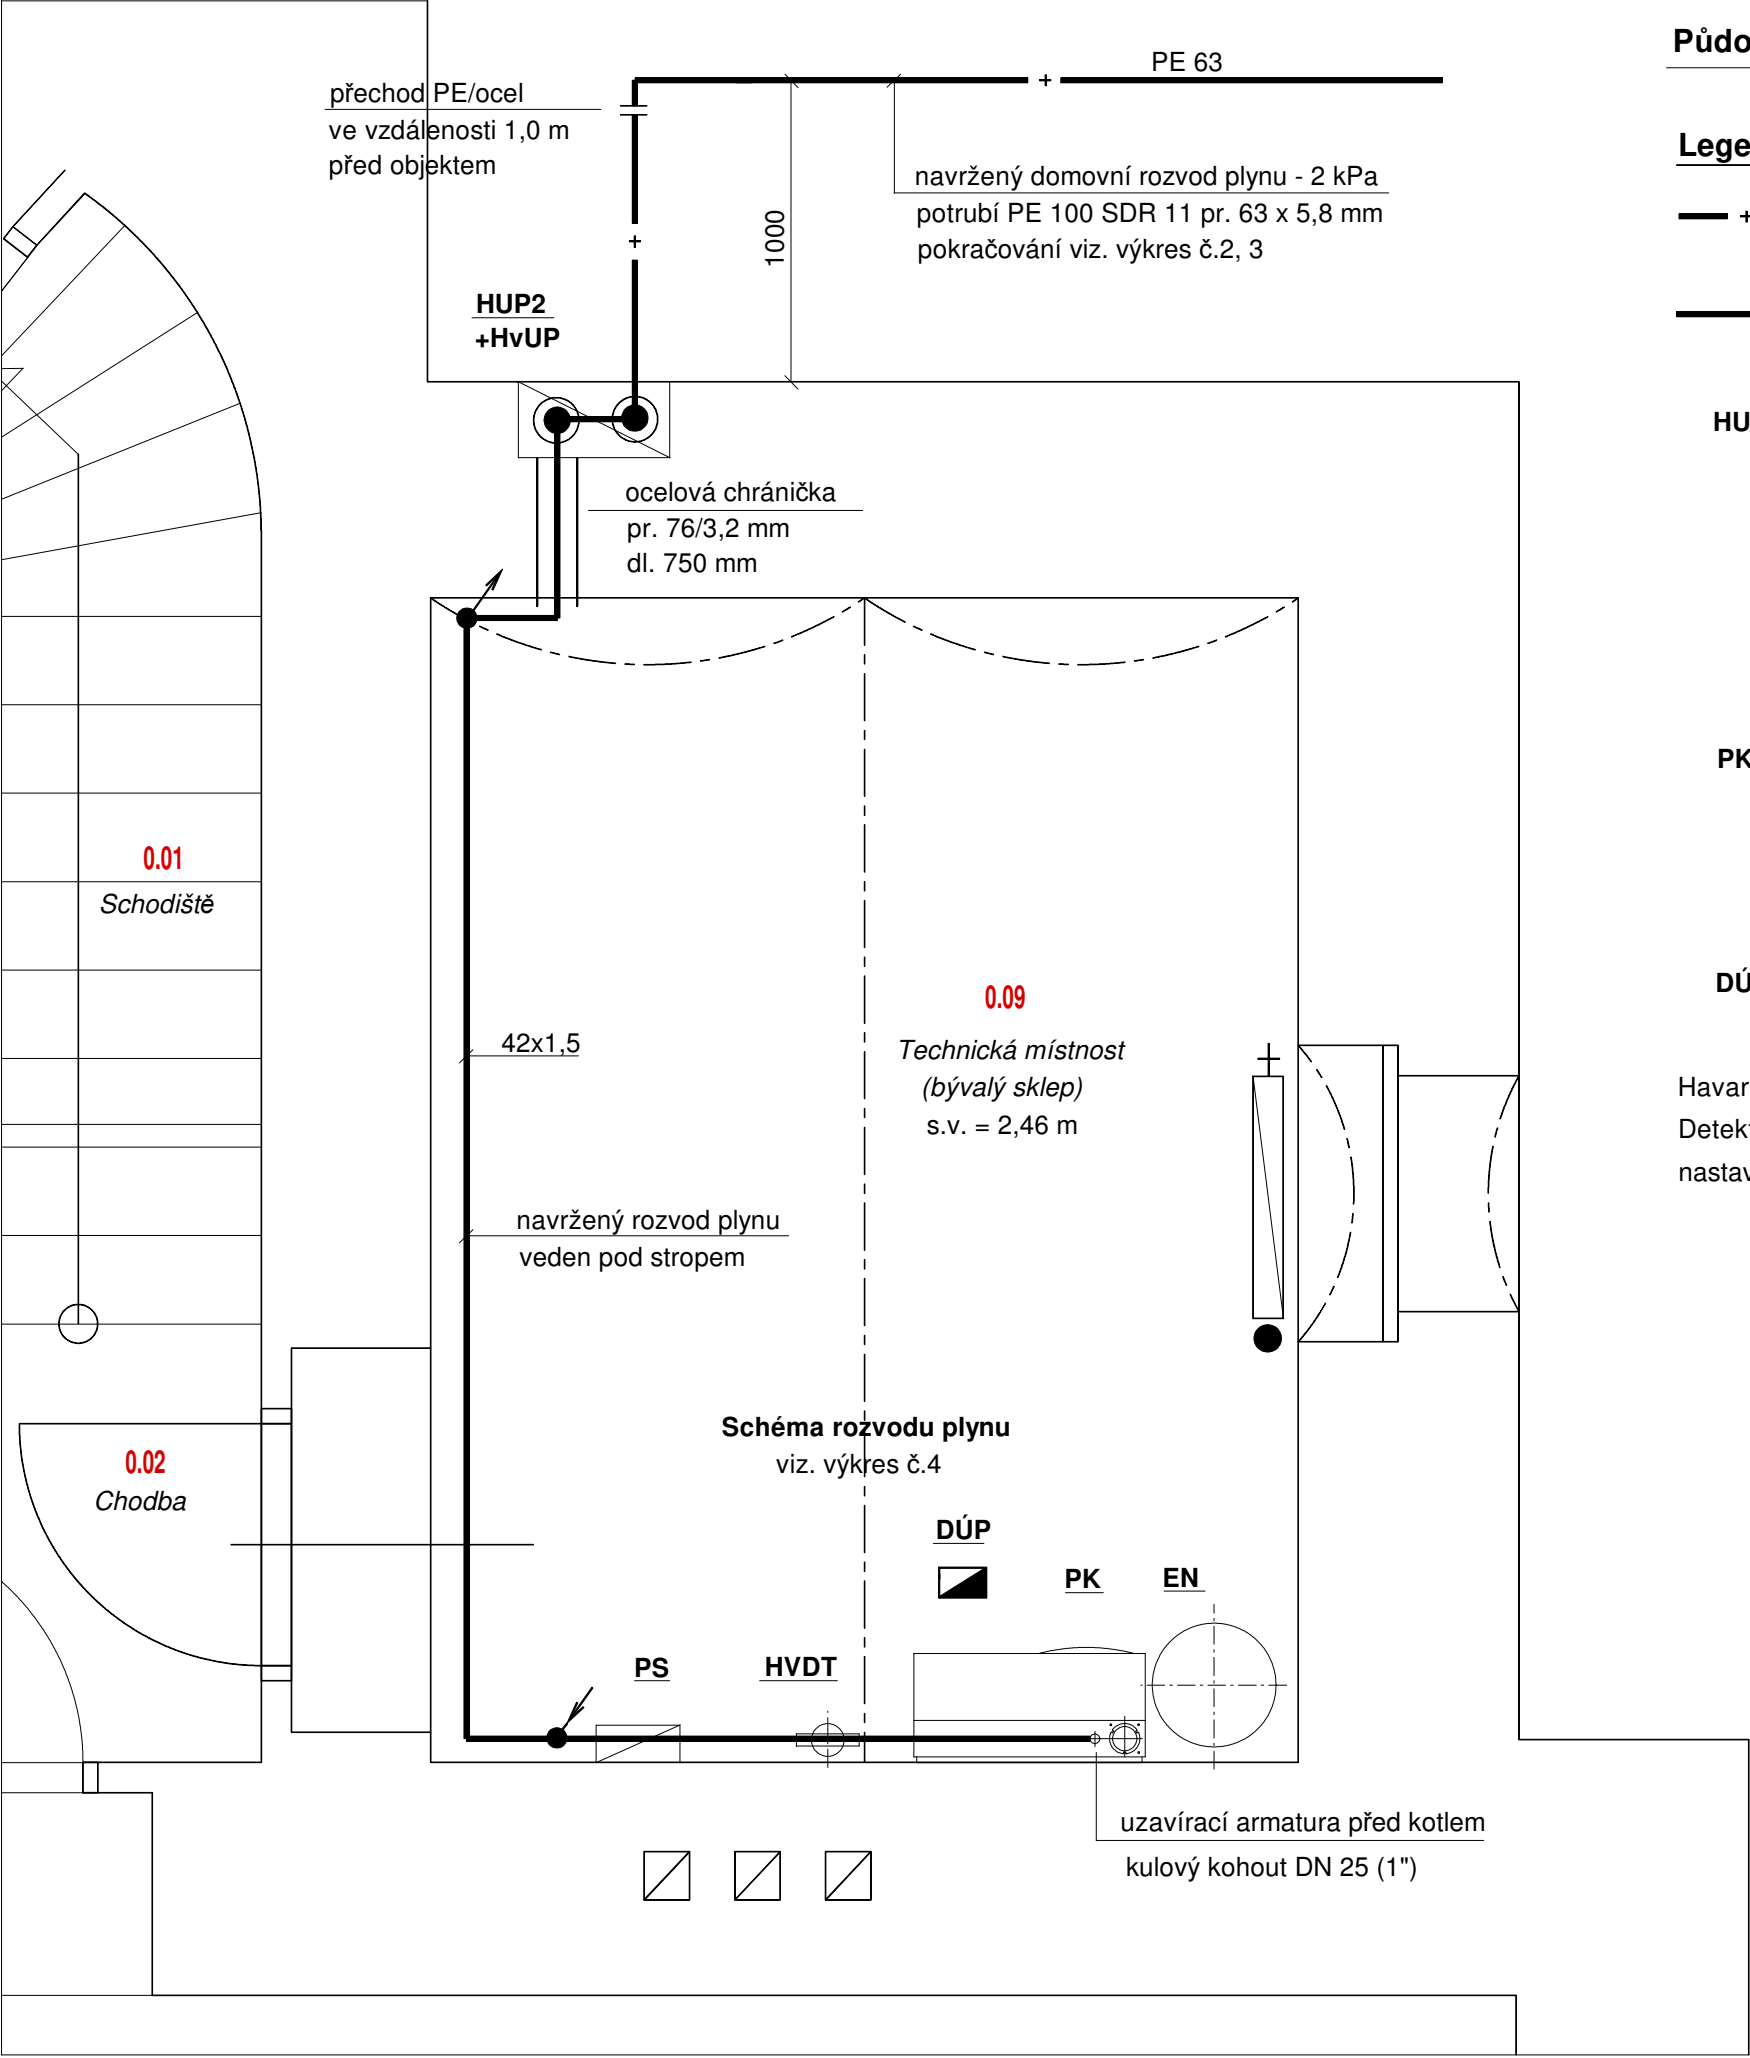 PE 63
Půdo
přechod PE/ocel
ve vzdálenosti 1,0 m
před objektem
Lege
navržený domovní rozvod plynu - 2 kPa
potrubí PE 100 SDR 11 pr. 63 x 5,8 mm
pokračování viz. výkres č.2, 3
1000
HUP2
+HvUP
HU
ocelová chránička
pr. 76/3,2 mm
dl. 750 mm
PK
0.01
Schodiště
DÚ
0.09
Technická místnost
(bývalý sklep)
s.v. = 2,46 m
42x1,5
Havar
Detekt
nastav
navržený rozvod plynu
veden pod stropem
Schéma rozvodu plynu
viz. výkres č.4
0.02
Chodba
DÚP
PK
EN
PS
HVDT
uzavírací armatura před kotlem
kulový kohout DN 25 (1")